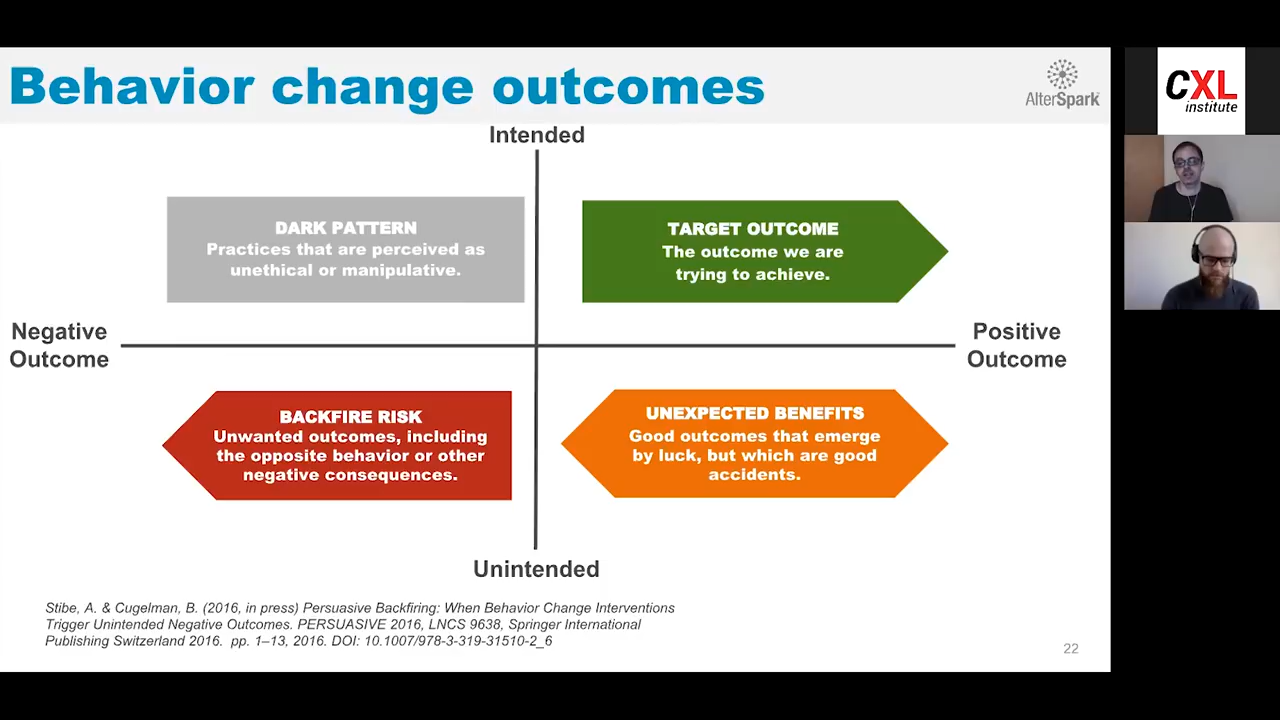 Behavior change outcomes
AlterSpark
CXL
institute
Intended
DARK PATTERN
Practices that are perceived as
unethical or manipulative.
TARGET OUTCOME
The outcome we are
trying to achieve.
Negative
Outcome
Positive
Outcome
BACKFIRE RISK
Unwanted outcomes, including
the opposite behavior or other
negative consequences.
UNEXPECTED BENEFITS
Good outcomes that emerge
by luck, but which are good
accidents.
Unintended
Stibe, A. & Cugelman, B. (2016, in press) Persuasive Backfiring: When Behavior Change Interventions
Trigger Unintended Negative Outcomes. PERSUASIVE 2016, LNCS 9638, Springer International
Publishing Switzerland 2016. pp. 1–13, 2016. DOI: 10.1007/978-3-319-31510-2_6
22